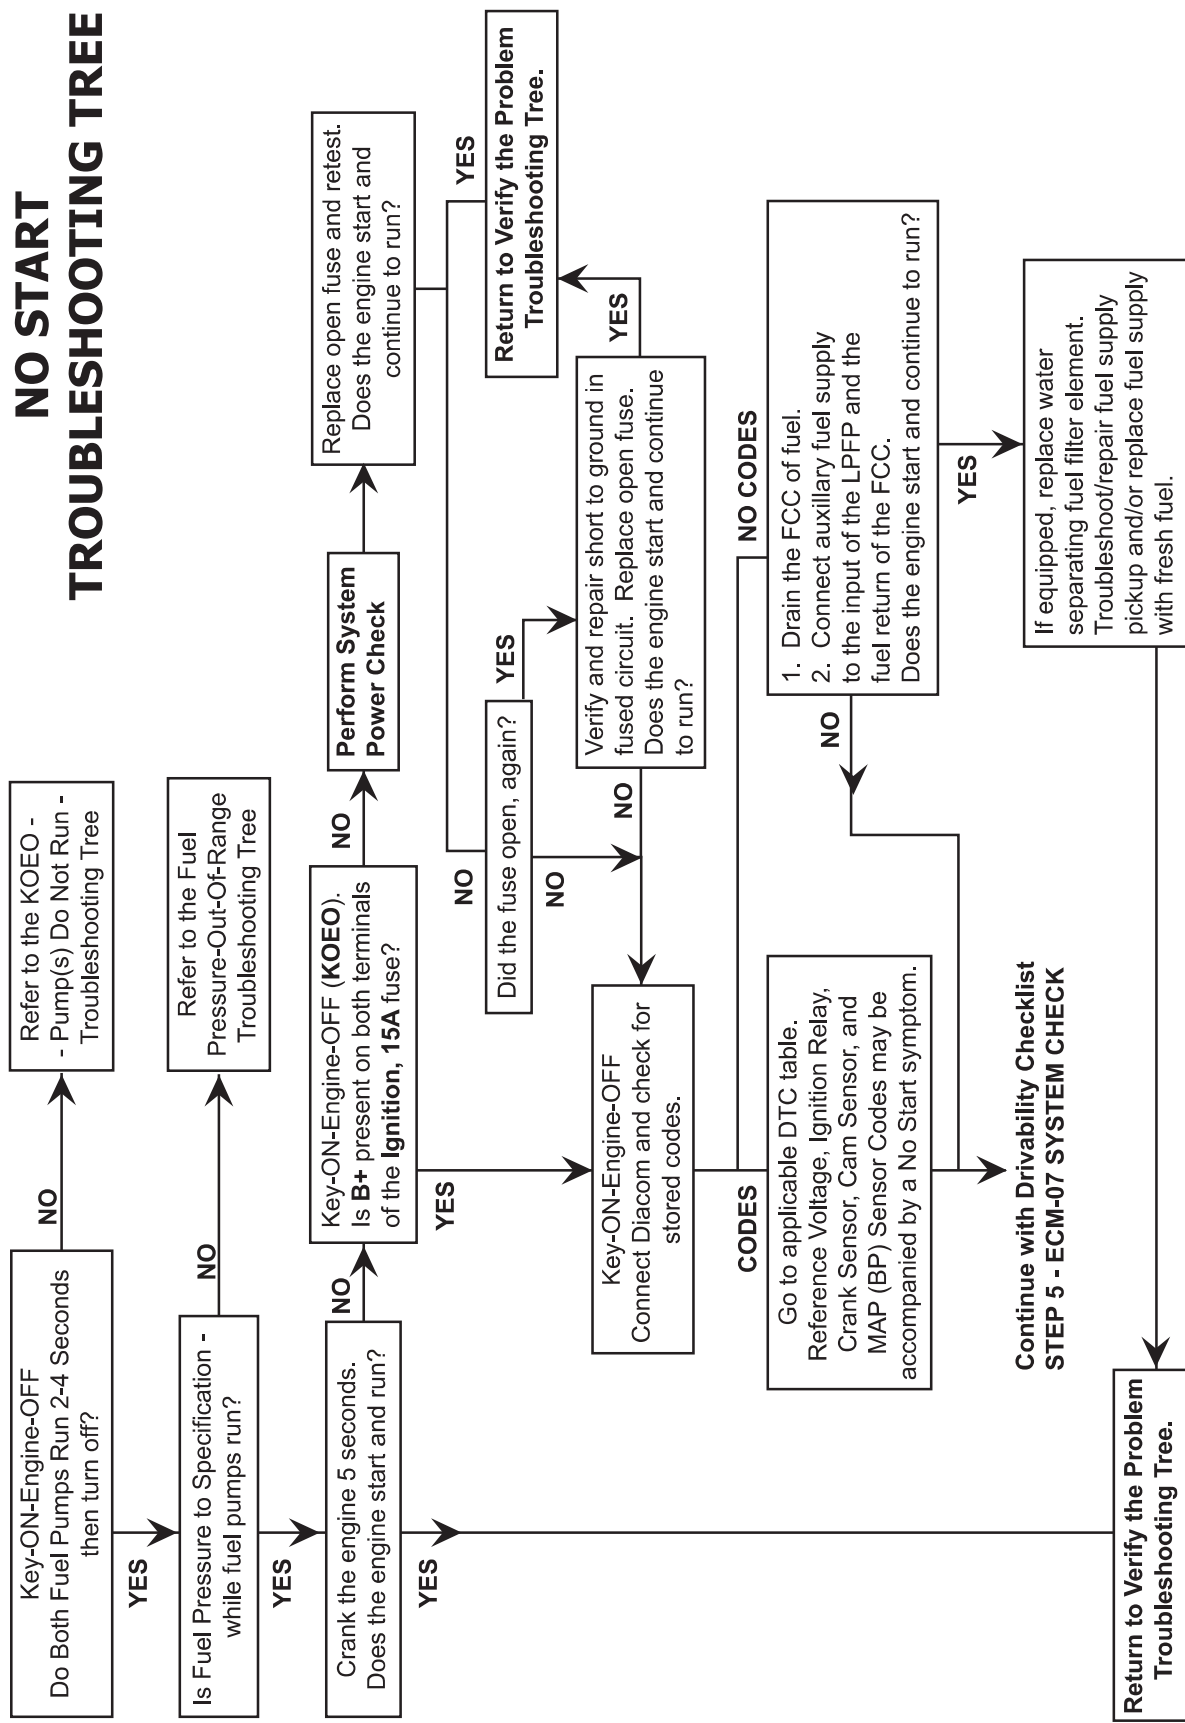 NO START
TROUBLESHOOTING TREE
Key-ON-Engine-OFF
Do Both Fuel Pumps Run 2-4 Seconds
then turn off?
NO
Refer to the KOEO -
- Pump(s) Do Not Run -
Troubleshooting Tree
YES
Is Fuel Pressure to Specification -
while fuel pumps run?
NO
Refer to the Fuel
Pressure-Out-Of-Range
Troubleshooting Tree
YES
Crank the engine 5 seconds.
Does the engine start and run?
NO
Key-ON-Engine-OFF (KOEO).
Is B+ present on both terminals
of the Ignition, 15A fuse?
NO
Perform System
Power Check
Replace open fuse and retest.
Does the engine start and
continue to run?
YES
YES
NO
YES
Return to Verify the Problem
Troubleshooting Tree.
Did the fuse open, again?
YES
NO
Verify and repair short to ground in
fused circuit. Replace open fuse.
Does the engine start and continue
to run?
YES
NO
Key-ON-Engine-OFF
Connect Diacom and check for
stored codes.
CODES
NO CODES
Go to applicable DTC table.
Reference Voltage, Ignition Relay,
Crank Sensor, Cam Sensor, and
MAP (BP) Sensor Codes may be
accompanied by a No Start symptom.
1. Drain the FCC of fuel.
2. Connect auxillary fuel supply
to the input of the LPFP and the
fuel return of the FCC.
Does the engine start and continue to run?
NO
YES
Continue with Drivability Checklist
STEP 5 - ECM-07 SYSTEM CHECK
If equipped, replace water
separating fuel filter element.
Troubleshoot/repair fuel supply
pickup and/or replace fuel supply
with fresh fuel.
Return to Verify the Problem
Troubleshooting Tree.